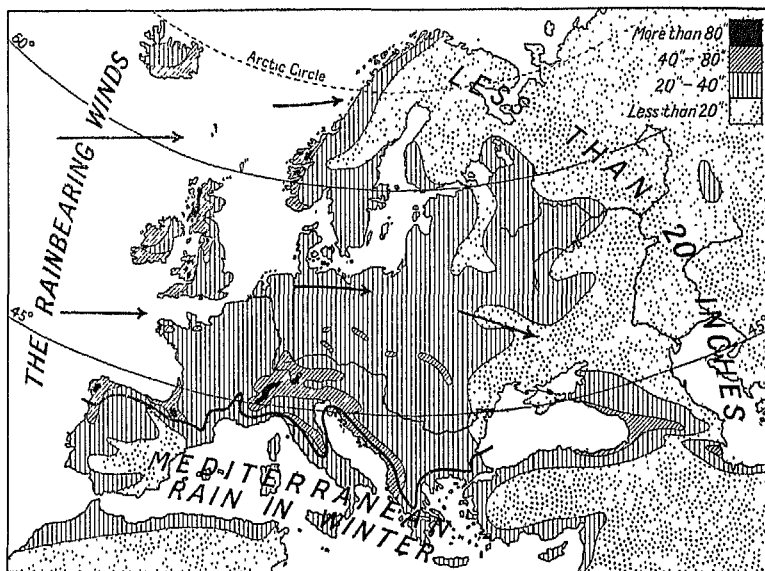 More than 80"
40" – 80"
20" – 40"
Less than 20"
60°
Arctic Circle
THE RAINBEARING WINDS
LESS THAN 20 INCHES
45°
45°
MEDITERRANEAN
RAIN IN WINTER